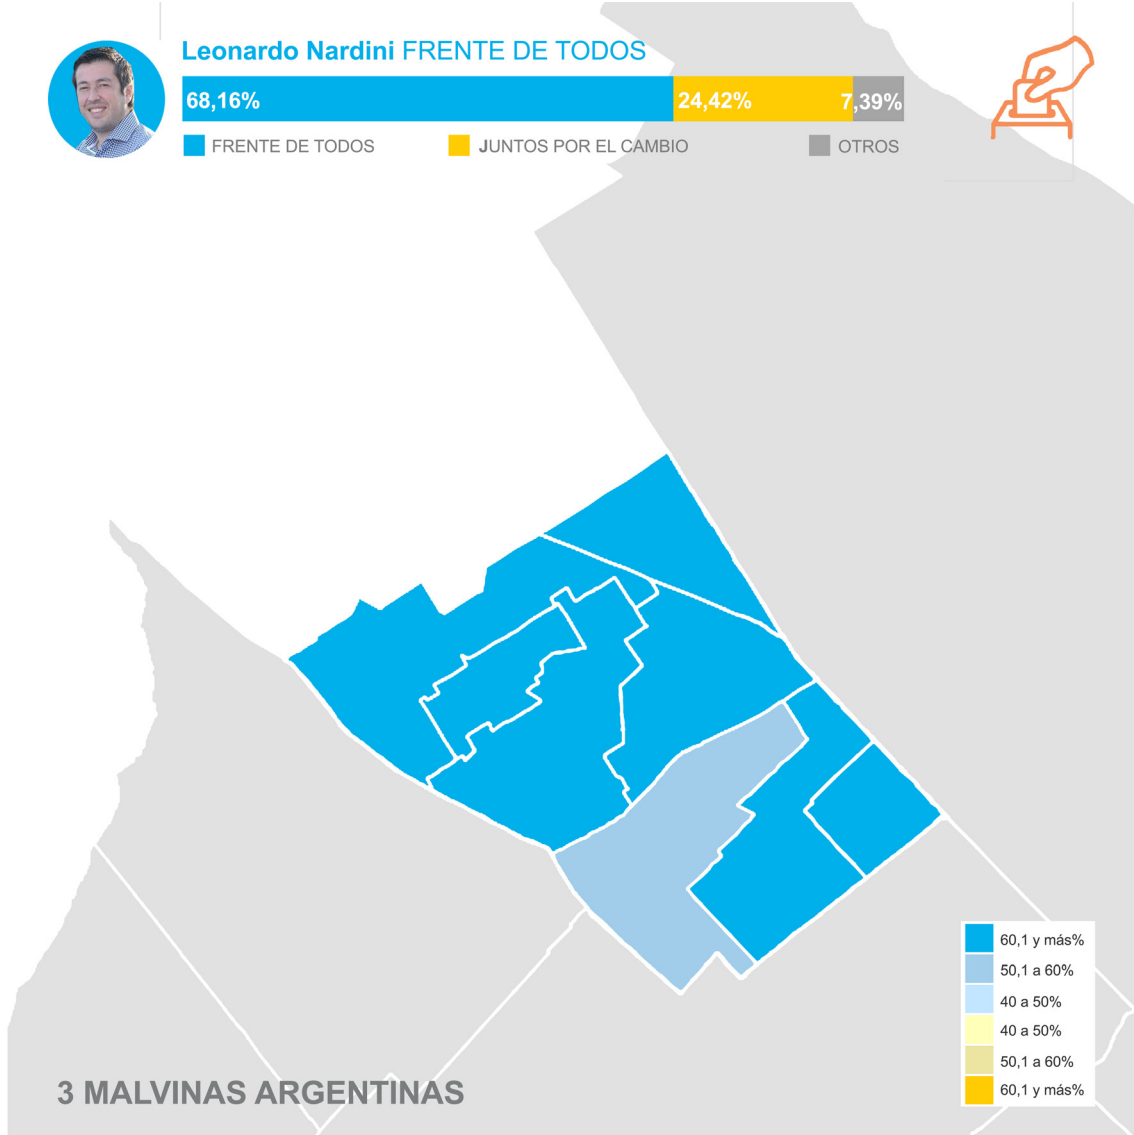 Leonardo Nardini FRENTE DE TODOS
68,16% 24,42% 7,39%
FRENTE DE TODOS JUNTOS POR EL CAMBIO OTROS
60,1 y más%
50,1 a 60%
40 a 50%
40 a 50%
50,1 a 60%
60,1 y más%
3 MALVINAS ARGENTINAS